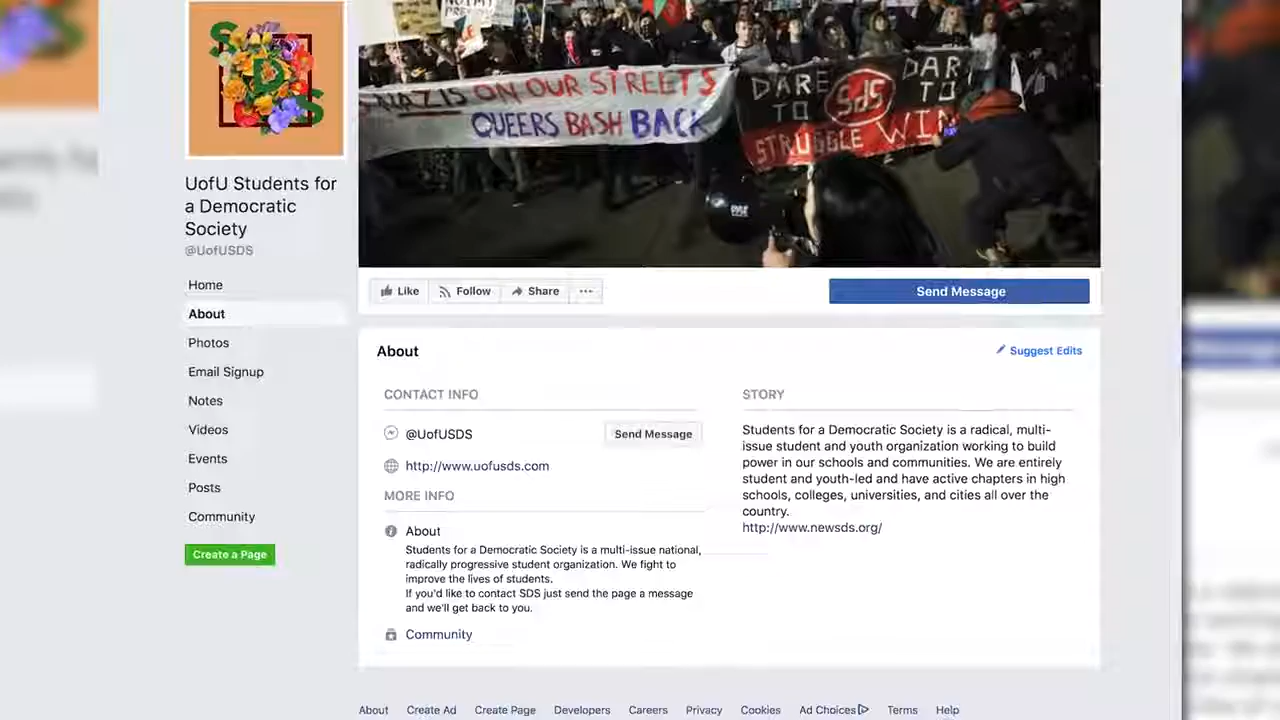 NAZIS ON OUR STREETS
QUEERS BASH BACK
DARE TO STRUGGLE
SDS
DARE TO WIN
UofU Students for
a Democratic
Society
@UofUSDS
Home
About
Photos
Email Signup
Notes
Videos
Events
Posts
Community
Create a Page
Like
Follow
Share
Send Message
About
Suggest Edits
CONTACT INFO
@UofUSDS
Send Message
http://www.uofusds.com
MORE INFO
About
Students for a Democratic Society is a multi-issue national,
radically progressive student organization. We fight to
improve the lives of students.
If you'd like to contact SDS just send the page a message
and we'll get back to you.
Community
STORY
Students for a Democratic Society is a radical, multi-
issue student and youth organization working to build
power in our schools and communities. We are entirely
student and youth-led and have active chapters in high
schools, colleges, universities, and cities all over the
country.
http://www.newsds.org/
About Create Ad Create Page Developers Careers Privacy Cookies Ad Choices Terms Help